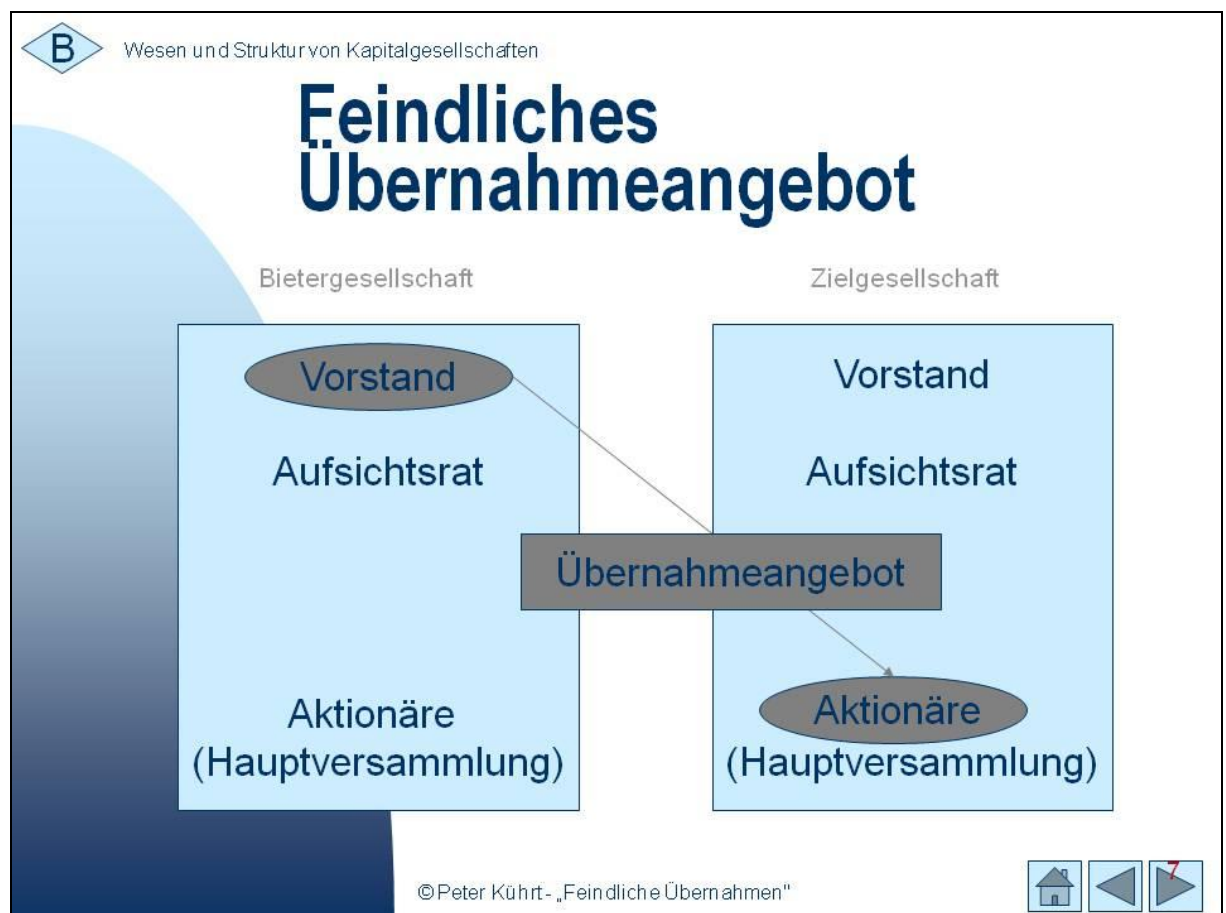 B
Wesen und Struktur von Kapitalgesellschaften
Feindliches
Übernahmeangebot
Bietergesellschaft
Zielgesellschaft
Vorstand
Vorstand
Aufsichtsrat
Aufsichtsrat
Übernahmeangebot
Aktionäre
(Hauptversammlung)
Aktionäre
(Hauptversammlung)
©Peter Kührt- „Feindliche Übernahmen"
7